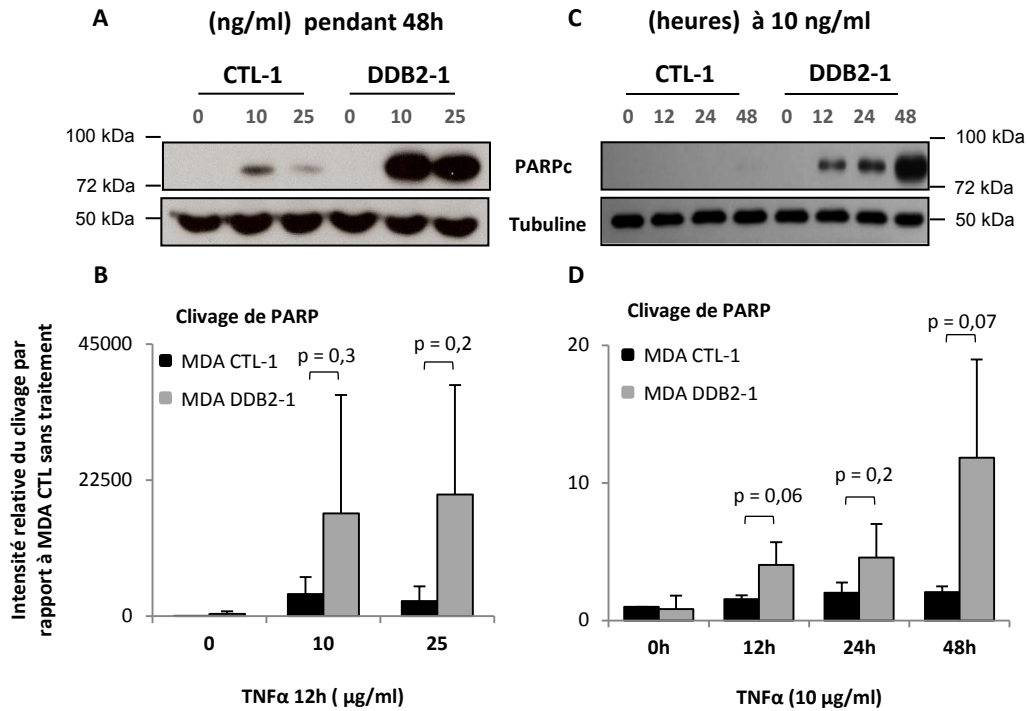 A
(ng/ml) pendant 48h
CTL-1
DDB2-1
0 10 25 0 10 25
100 kDa
72 kDa
50 kDa
PARPc
Tubuline
C
(heures) à 10 ng/ml
CTL-1
DDB2-1
0 12 24 48 0 12 24 48
100 kDa
72 kDa
50 kDa
B
Intensité relative du clivage par
rapport à MDA CTL sans traitement
Clivage de PARP
MDA CTL-1
MDA DDB2-1
45000
22500
0
p = 0,3
p = 0,2
0 10 25
TNFα 12h ( µg/ml)
D
Clivage de PARP
MDA CTL-1
MDA DDB2-1
20
10
0
p = 0,06
p = 0,2
p = 0,07
0h 12h 24h 48h
TNFα (10 µg/ml)